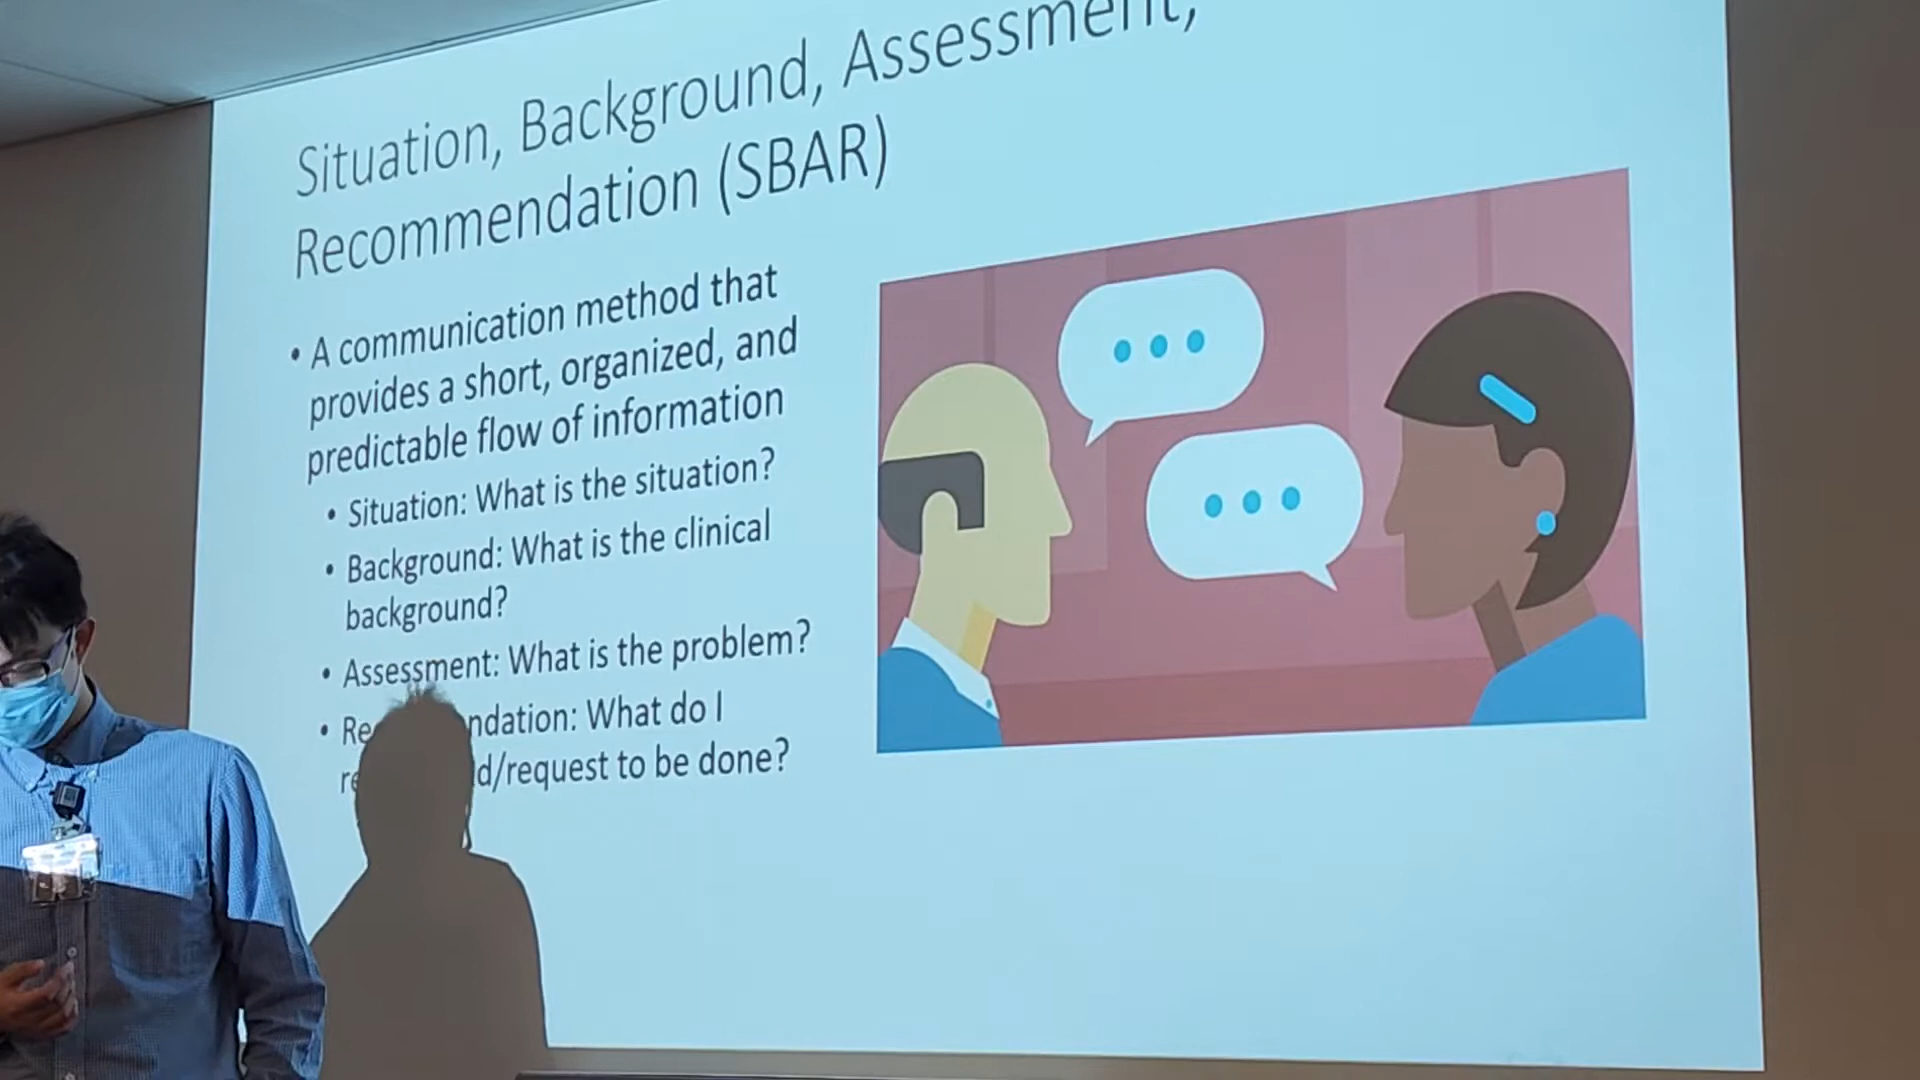 Situation, Background, Assessment,
Recommendation (SBAR)
• A communication method that
provides a short, organized, and
predictable flow of information
• Situation: What is the situation?
• Background: What is the clinical
background?
• Assessment: What is the problem?
• Re ndation: What do I
re d/request to be done?